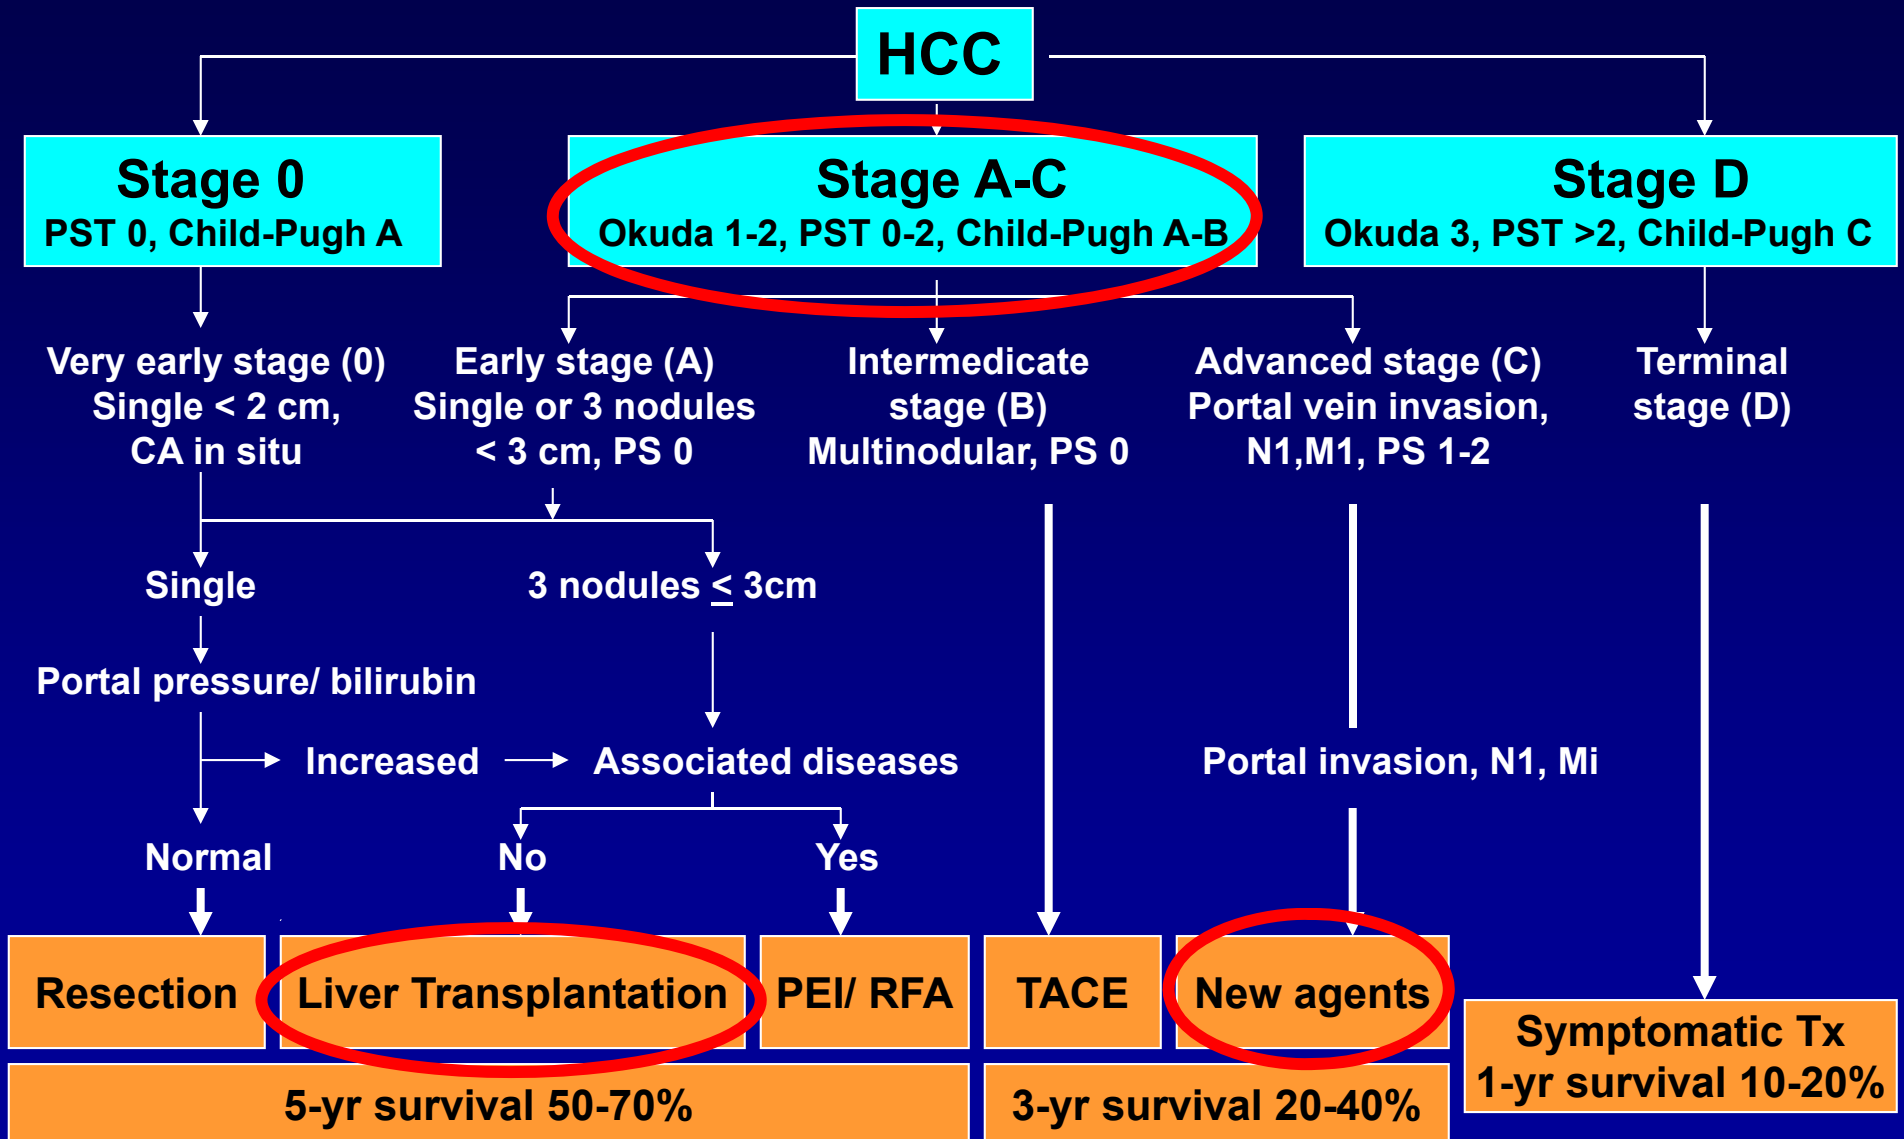 HCC
Stage 0
PST 0, Child-Pugh A
Stage A-C
Okuda 1-2, PST 0-2, Child-Pugh A-B
Stage D
Okuda 3, PST >2, Child-Pugh C
Very early stage (0)
Single < 2 cm,
CA in situ
Early stage (A)
Single or 3 nodules
< 3 cm, PS 0
Intermedicate
stage (B)
Multinodular, PS 0
Advanced stage (C)
Portal vein invasion,
N1,M1, PS 1-2
Terminal
stage (D)
Single
3 nodules ≤ 3cm
Portal pressure/ bilirubin
Increased
Associated diseases
Portal invasion, N1, Mi
Normal
No
Yes
Resection
Liver Transplantation
PEI/ RFA
TACE
New agents
Symptomatic Tx
1-yr survival 10-20%
5-yr survival 50-70%
3-yr survival 20-40%